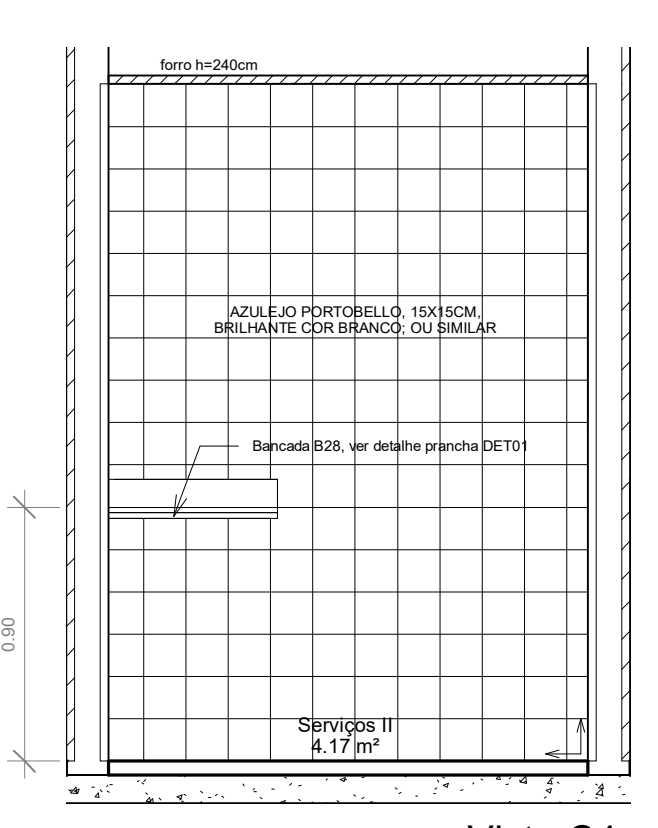 forro h=240cm
AZULEJO PORTOBELLO, 15X15CM,
BRILHANTE COR BRANCO; OU SIMILAR
Bancada B28, ver detalhe prancha DET01
0.90
Serviços II
4.17 m²